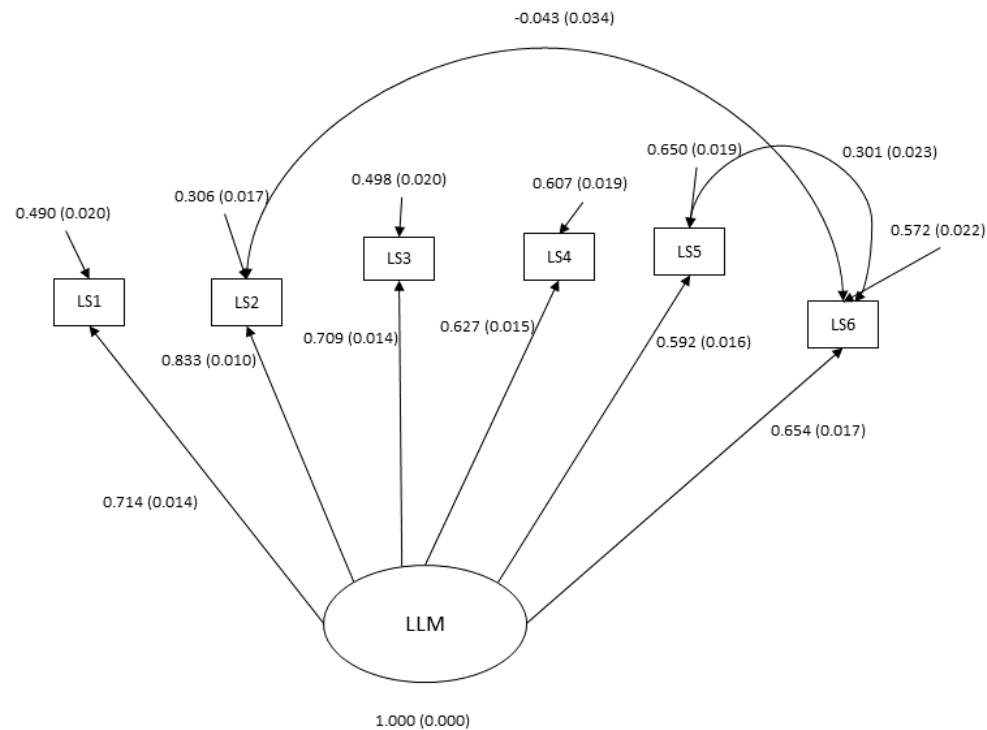 -0.043 (0.034)
0.650 (0.019)
0.301 (0.023)
0.498 (0.020)
0.607 (0.019)
0.306 (0.017)
0.490 (0.020)
0.572 (0.022)
LS3
LS4
LS5
LS1
LS2
LS6
0.709 (0.014)
0.627 (0.015)
0.592 (0.016)
0.833 (0.010)
0.654 (0.017)
0.714 (0.014)
LLM
1.000 (0.000)